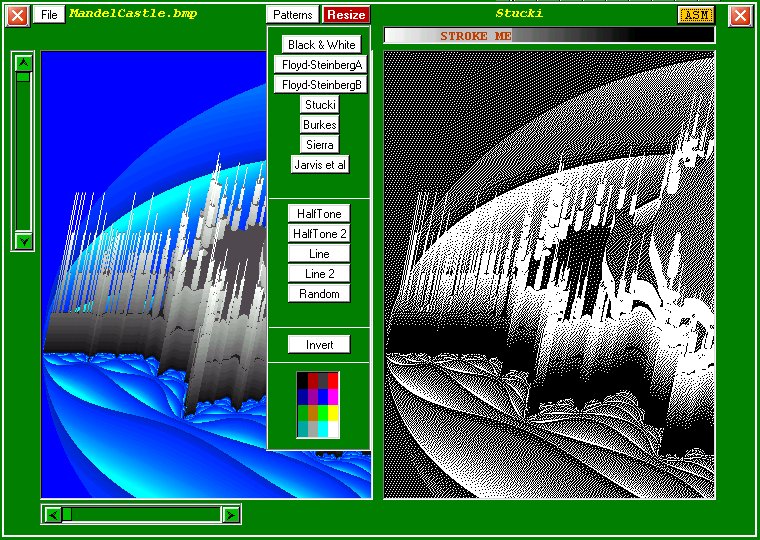 File MandelCastle.bmp Patterns Resize Stucki ASM
STROKE ME
Black & White
Floyd-SteinbergA
Floyd-SteinbergB
Stucki
Burkes
Sierra
Jarvis et al
HalfTone
HalfTone 2
Line
Line 2
Random
Invert